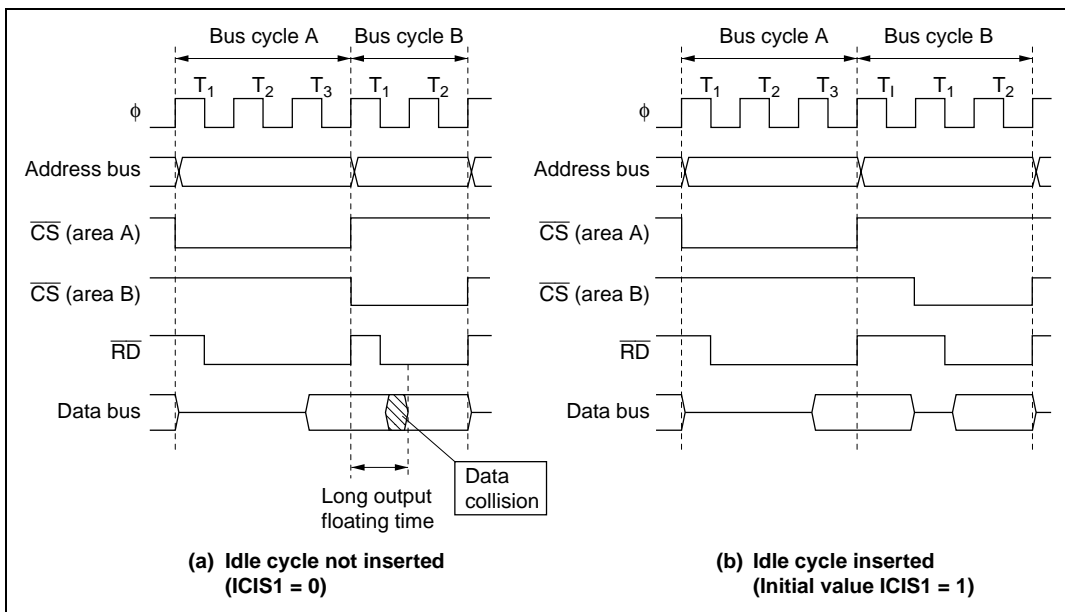 Bus cycle A
Bus cycle B
T1 T2 T3 T1 T2
ϕ
Address bus
CS (area A)
CS (area B)
RD
Data bus
Long output
floating time
Data
collision
(a) Idle cycle not inserted
(ICIS1 = 0)
Bus cycle A
Bus cycle B
T1 T2 T3 TI T1 T2
ϕ
Address bus
CS (area A)
CS (area B)
RD
Data bus
(b) Idle cycle inserted
(Initial value ICIS1 = 1)